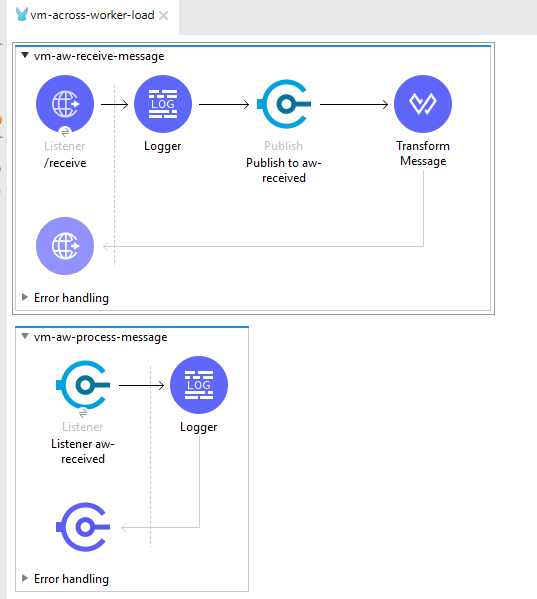 vm-across-worker-load
vm-aw-receive-message
LOG
Listener
/receive
Logger
Publish
Publish to aw-
received
Transform
Message
Error handling
vm-aw-process-message
LOG
Listener
Listener aw-
received
Logger
Error handling